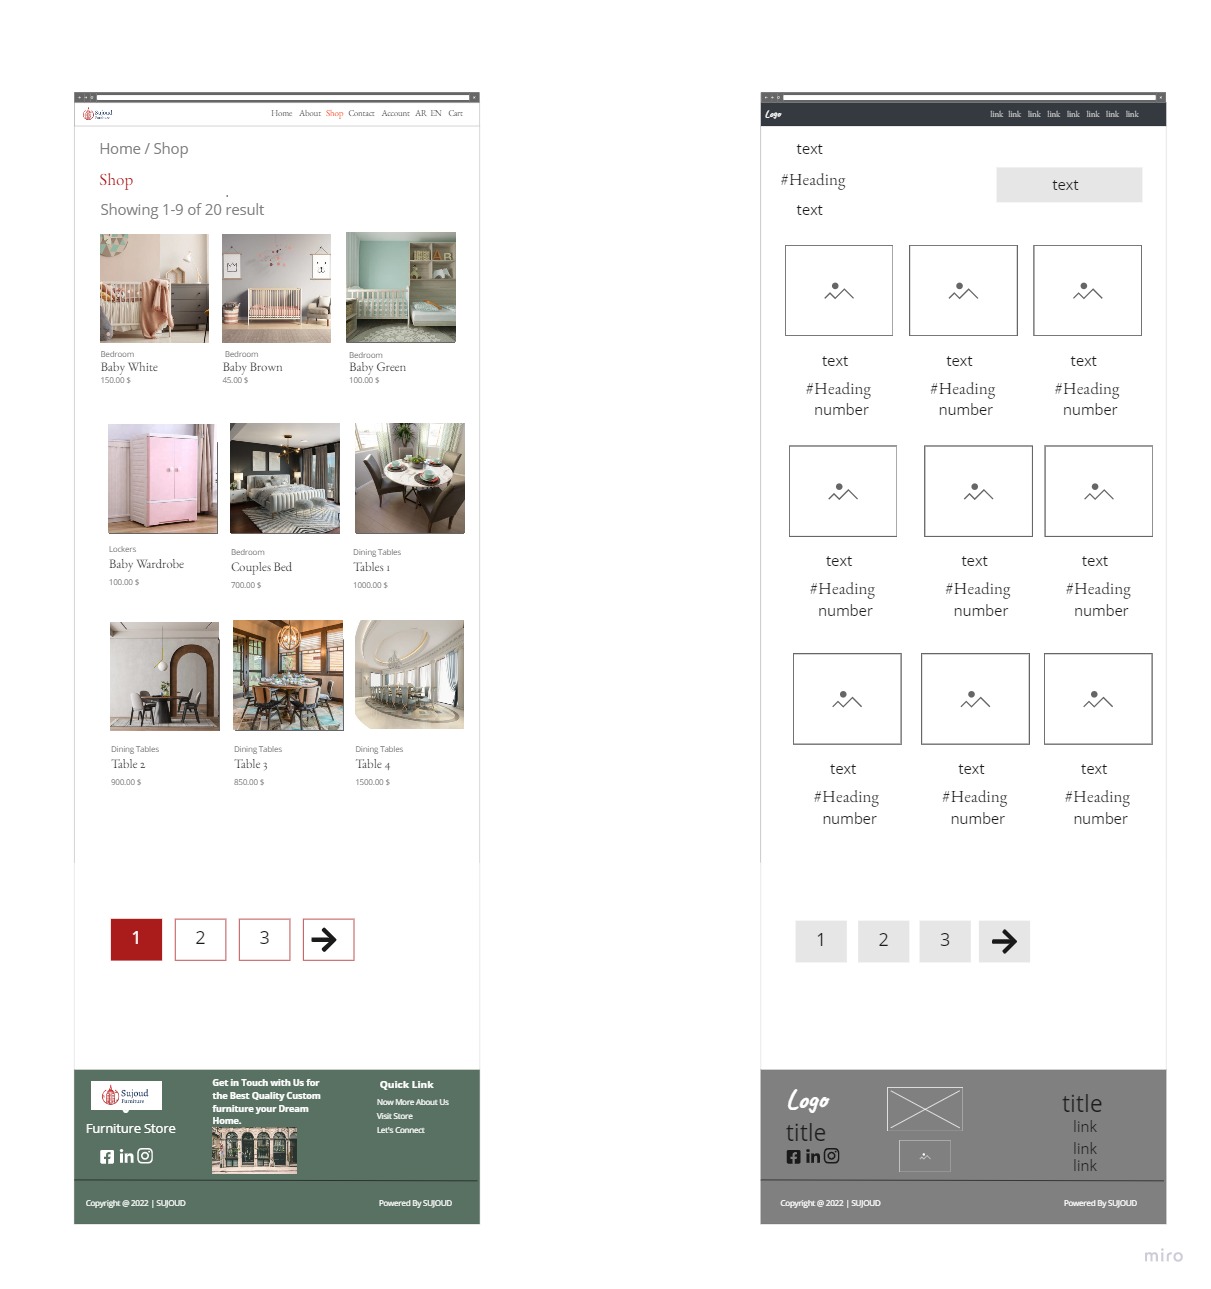 Sujoud
Furniture
Home About Shop Contact Account AR EN Cart
Home / Shop
Shop
Showing 1-9 of 20 result
Bedroom
Baby White
150.00 $
Bedroom
Baby Brown
45.00 $
Bedroom
Baby Green
100.00 $
Lockers
Baby Wardrobe
100.00 $
Bedroom
Couples Bed
700.00 $
Dining Tables
Tables 1
1000.00 $
Dining Tables
Table 2
900.00 $
Dining Tables
Table 3
850.00 $
Dining Tables
Table 4
1500.00 $
1 2 3
Sujoud
Furniture
Furniture Store
Get in Touch with Us for
the Best Quality Custom
furniture your Dream
Home.
Quick Link
Now More About Us
Visit Store
Let's Connect
Copyright @ 2022 | SUJOUD
Powered By SUJOUD
Logo
link link link link link link link link
text
#Heading
text
text
text
#Heading
number
text
#Heading
number
text
#Heading
number
text
#Heading
number
text
#Heading
number
text
#Heading
number
text
#Heading
number
text
#Heading
number
text
#Heading
number
1 2 3
Logo
title
title
link
link
link
Copyright @ 2022 | SUJOUD
Powered By SUJOUD
miro